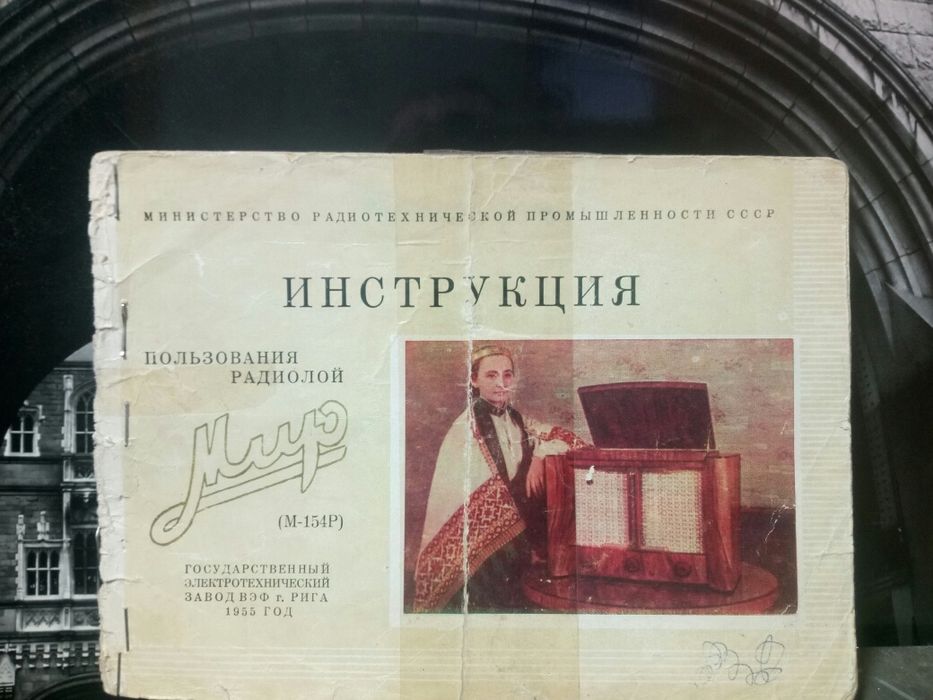 МИНИСТЕРСТВО РАДИОТЕХНИЧЕСКОЙ ПРОМЫШЛЕННОСТИ СССР
ИНСТРУКЦИЯ
ПОЛЬЗОВАНИЯ
РАДИОЛОЙ
Мир
(М-154Р)
ГОСУДАРСТВЕННЫЙ
ЭЛЕКТРОТЕХНИЧЕСКИЙ
ЗАВОД ВЭФ г. РИГА
1955 ГОД